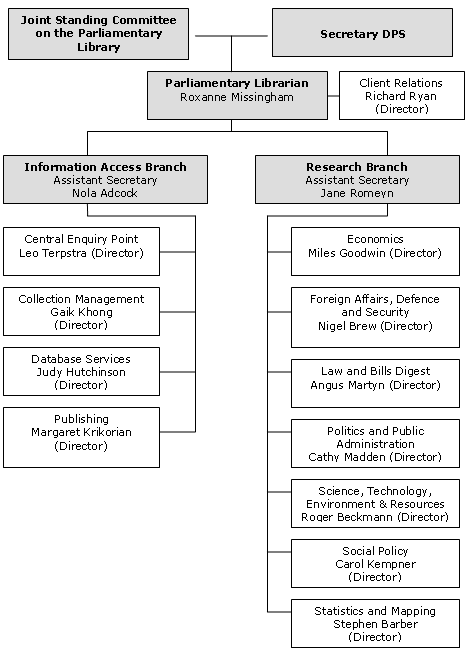 Joint Standing Committee
on the Parliamentary
Library
Secretary DPS
Parliamentary Librarian
Roxanne Missingham
Client Relations
Richard Ryan
(Director)
Information Access Branch
Assistant Secretary
Nola Adcock
Research Branch
Assistant Secretary
Jane Romeyn
Central Enquiry Point
Leo Terpstra (Director)
Collection Management
Gaik Khong
(Director)
Database Services
Judy Hutchinson
(Director)
Publishing
Margaret Krikorian
(Director)
Economics
Miles Goodwin (Director)
Foreign Affairs, Defence
and Security
Nigel Brew (Director)
Law and Bills Digest
Angus Martyn (Director)
Politics and Public
Administration
Cathy Madden (Director)
Science, Technology,
Environment & Resources
Roger Beckmann (Director)
Social Policy
Carol Kempner
(Director)
Statistics and Mapping
Stephen Barber
(Director)